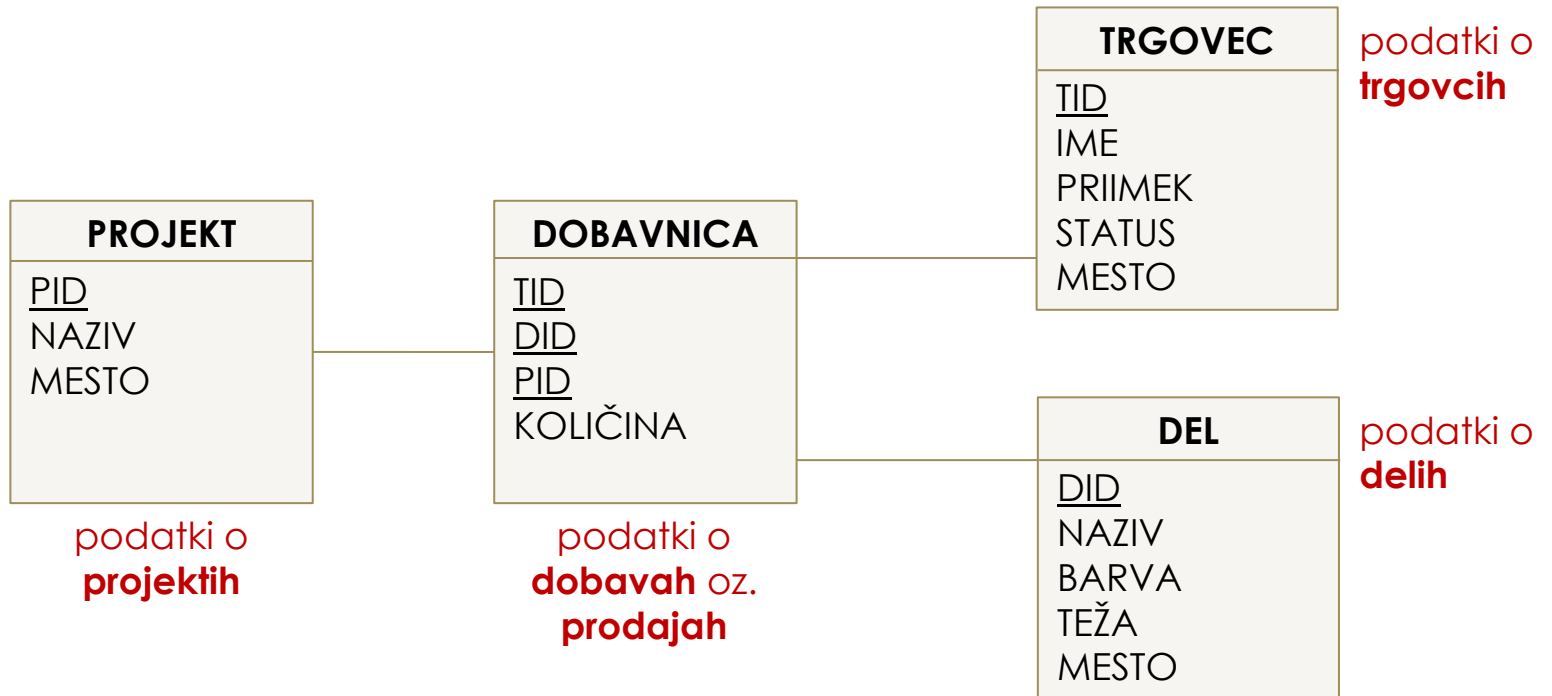 PROJEKT
PID
NAZIV
MESTO
podatki o
projektih
DOBAVNICA
TID
DID
PID
KOLIČINA
podatki o
dobavah oz.
prodajah
TRGOVEC
TID
IME
PRIIMEK
STATUS
MESTO
podatki o
trgovcih
DEL
DID
NAZIV
BARVA
TEŽA
MESTO
podatki o
delih